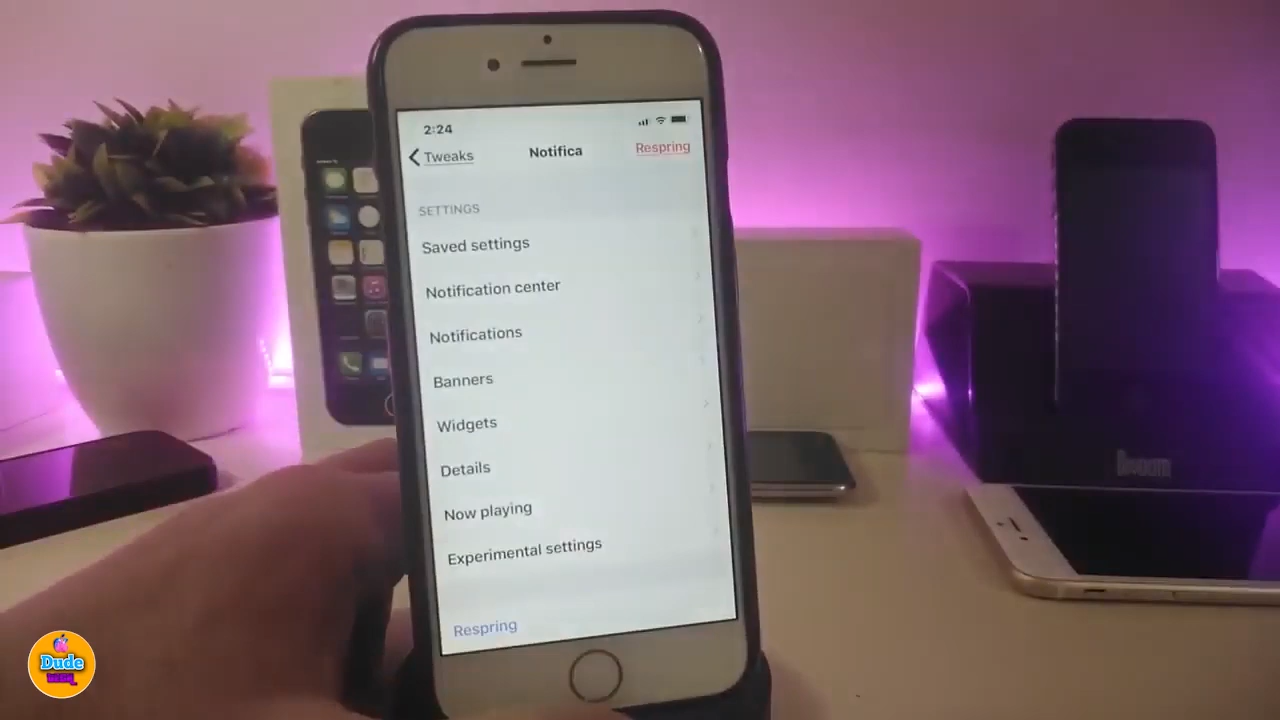 2:24
Tweaks
Notifica
Respring
SETTINGS
Saved settings
Notification center
Notifications
Banners
Widgets
Details
Now playing
Experimental settings
Respring
Dude